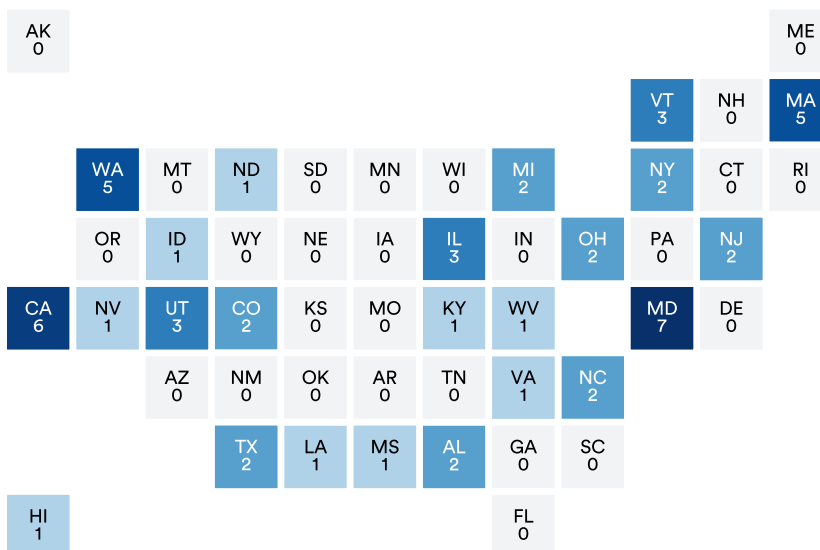 AK
0
ME
0
VT
3
NH
0
MA
5
WA
5
MT
0
ND
1
SD
0
MN
0
WI
0
MI
2
NY
2
CT
0
RI
0
OR
0
ID
1
WY
0
NE
0
IA
0
IL
3
IN
0
OH
2
PA
0
NJ
2
CA
6
NV
1
UT
3
CO
2
KS
0
MO
0
KY
1
WV
1
MD
7
DE
0
AZ
0
NM
0
OK
0
AR
0
TN
0
VA
1
NC
2
TX
2
LA
1
MS
1
AL
2
GA
0
SC
0
HI
1
FL
0